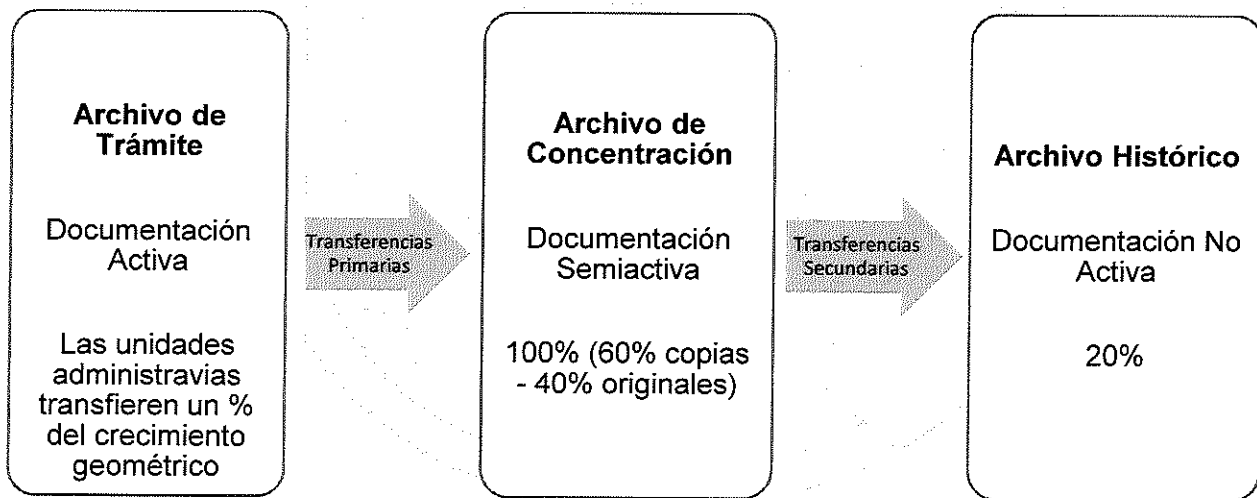 Archivo de
Trámite
Documentación
Activa
Las unidades
administravias
transfieren un %
del crecimiento
geométrico
Transferencias
Primarias
Archivo de
Concentración
Documentación
Semiactiva
100% (60% copias
- 40% originales)
Transferencias
Secundarias
Archivo Histórico
Documentación No
Activa
20%